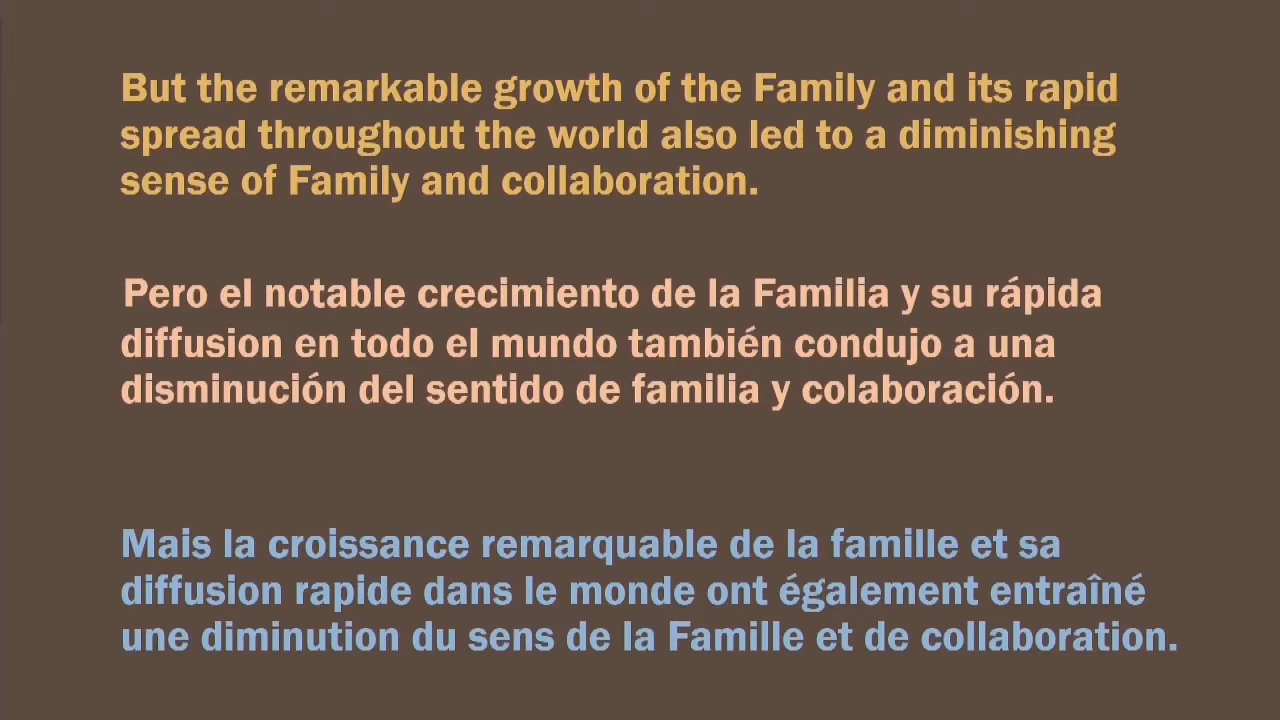 But the remarkable growth of the Family and its rapid
spread throughout the world also led to a diminishing
sense of Family and collaboration.
Pero el notable crecimiento de la Familia y su rápida
diffusion en todo el mundo también condujo a una
disminución del sentido de familia y colaboración.
Mais la croissance remarquable de la famille et sa
diffusion rapide dans le monde ont également entraîné
une diminution du sens de la Famille et de collaboration.